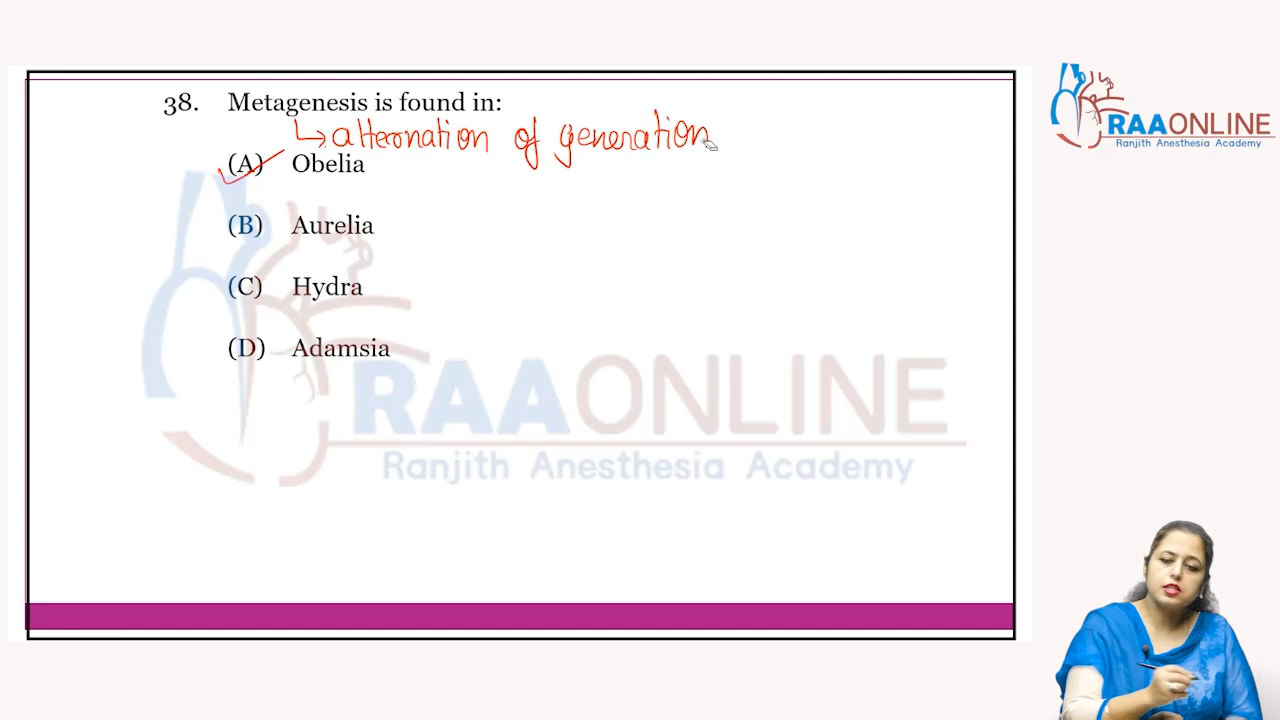 38. Metagenesis is found in:
↳ alternation of generation
(A) Obelia
(B) Aurelia
(C) Hydra
(D) Adamsia
RAAONLINE
Ranjith Anesthesia Academy
RAAONLINE
Ranjith Anesthesia Academy